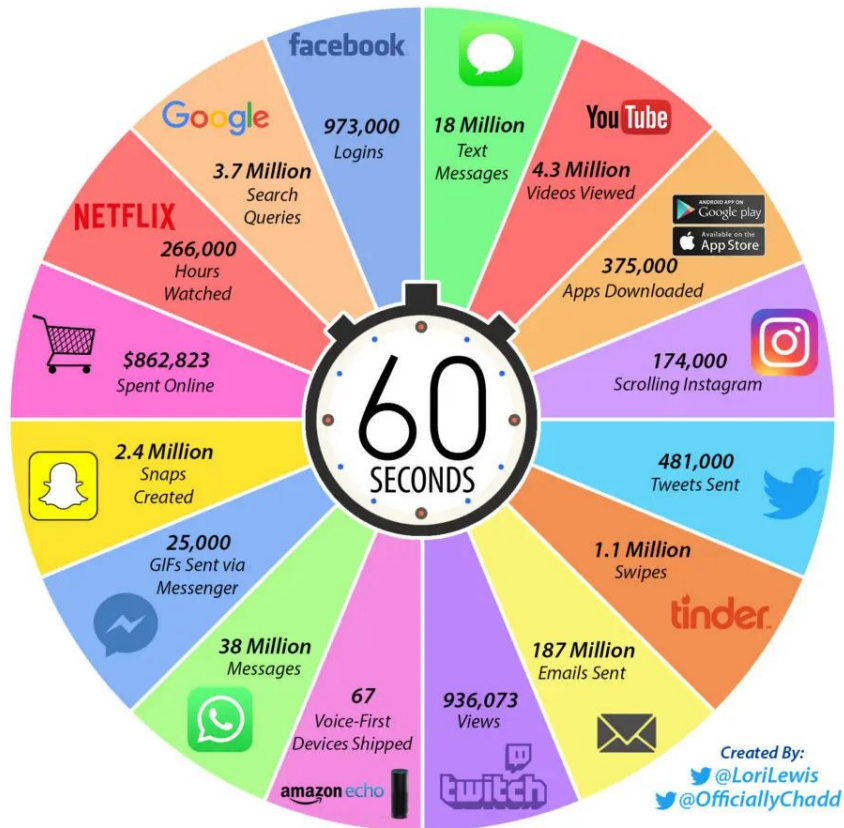 facebook
973,000
Logins
18 Million
Text
Messages
You Tube
4.3 Million
Videos Viewed
ANDROID APP ON
Google play
Available on the
App Store
375,000
Apps Downloaded
174,000
Scrolling Instagram
481,000
Tweets Sent
1.1 Million
Swipes
tinder
187 Million
Emails Sent
936,073
Views
twitch
67
Voice-First
Devices Shipped
amazon echo
38 Million
Messages
25,000
GIFs Sent via
Messenger
2.4 Million
Snaps
Created
$862,823
Spent Online
NETFLIX
266,000
Hours
Watched
Google
3.7 Million
Search
Queries
60
SECONDS
Created By:
@LoriLewis
@OfficiallyChadd